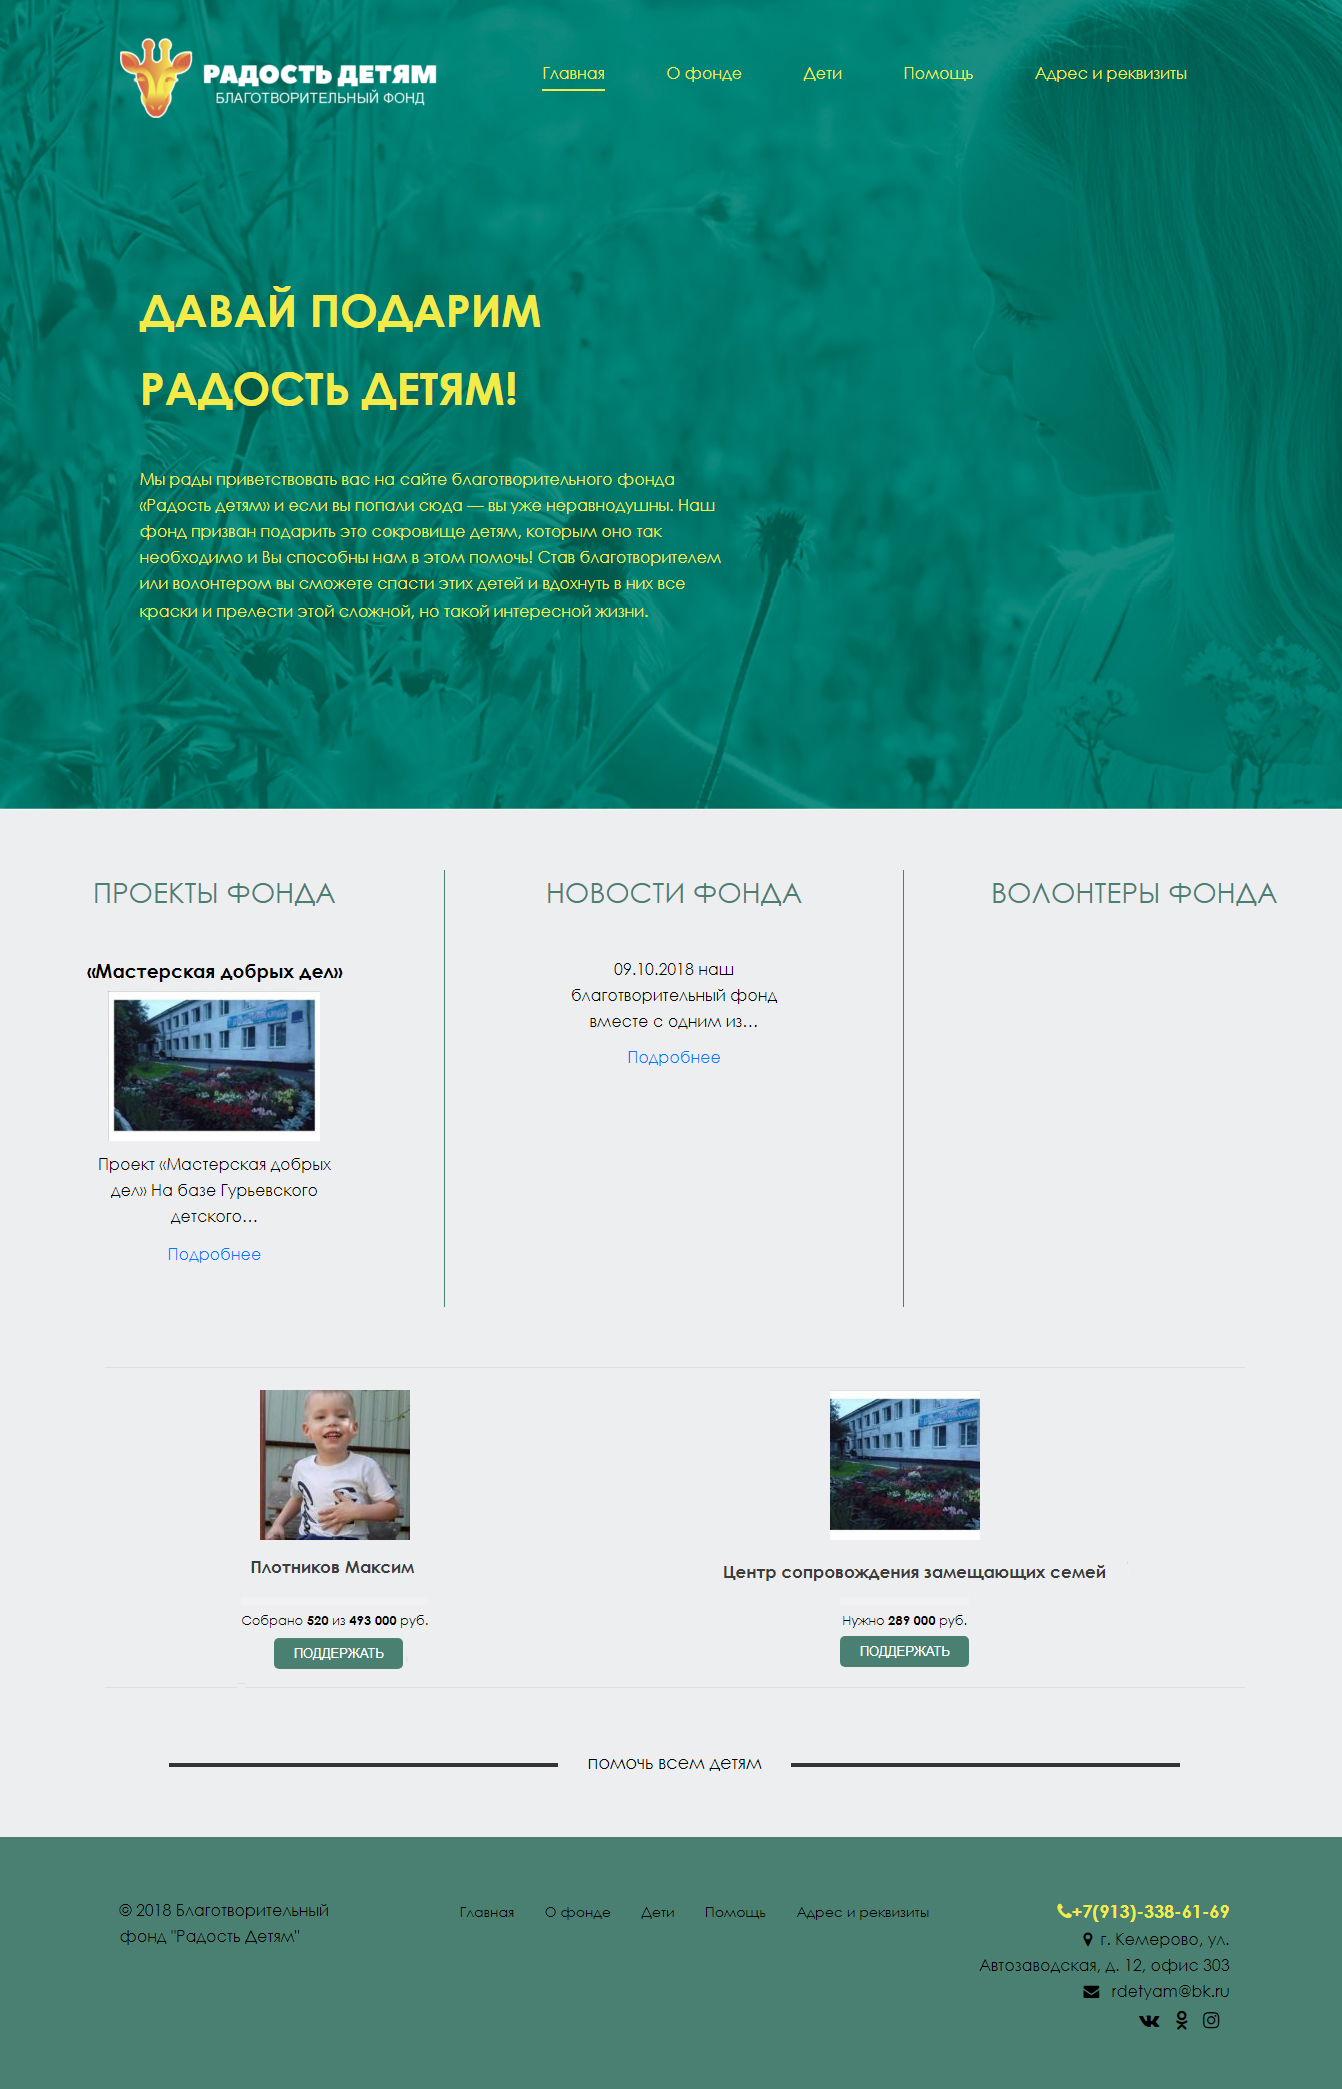 РАДОСТЬ ДЕТЯМ
БЛАГОТВОРИТЕЛЬНЫЙ ФОНД
Главная
О фонде
Дети
Помощь
Адрес и реквизиты
ДАВАЙ ПОДАРИМ
РАДОСТЬ ДЕТЯМ!
Мы рады приветствовать вас на сайте благотворительного фонда
«Радость детям» и если вы попали сюда — вы уже неравнодушны. Наш
фонд призван подарить это сокровище детям, которым оно так
необходимо и Вы способны нам в этом помочь! Став благотворителем
или волонтером вы сможете спасти этих детей и вдохнуть в них все
краски и прелести этой сложной, но такой интересной жизни.
ПРОЕКТЫ ФОНДА
«Мастерская добрых дел»
Проект «Мастерская добрых
дел» На базе Гурьевского
детского...
Подробнее
НОВОСТИ ФОНДА
09.10.2018 наш
благотворительный фонд
вместе с одним из...
Подробнее
ВОЛОНТЕРЫ ФОНДА
Плотников Максим
Собрано 520 из 493 000 руб.
ПОДДЕРЖАТЬ
Центр сопровождения замещающих семей
Нужно 289 000 руб.
ПОДДЕРЖАТЬ
помочь всем детям
© 2018 Благотворительный
фонд "Радость Детям"
Главная
О фонде
Дети
Помощь
Адрес и реквизиты
+7(913)-338-61-69
г. Кемерово, ул.
Автозаводская, д. 12, офис 303
rdetyam@bk.ru